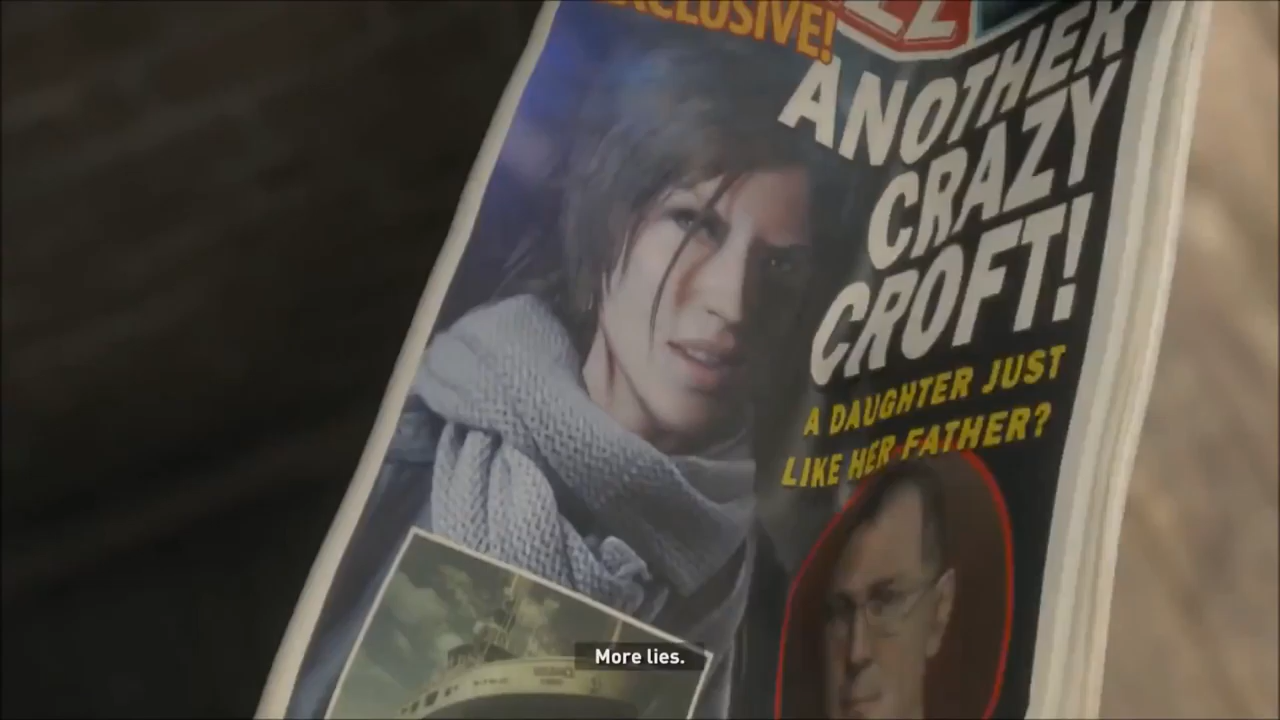 EXCLUSIVE!
ANOTHER
CRAZY
CROFT!
A DAUGHTER JUST
LIKE HER FATHER?
More lies.